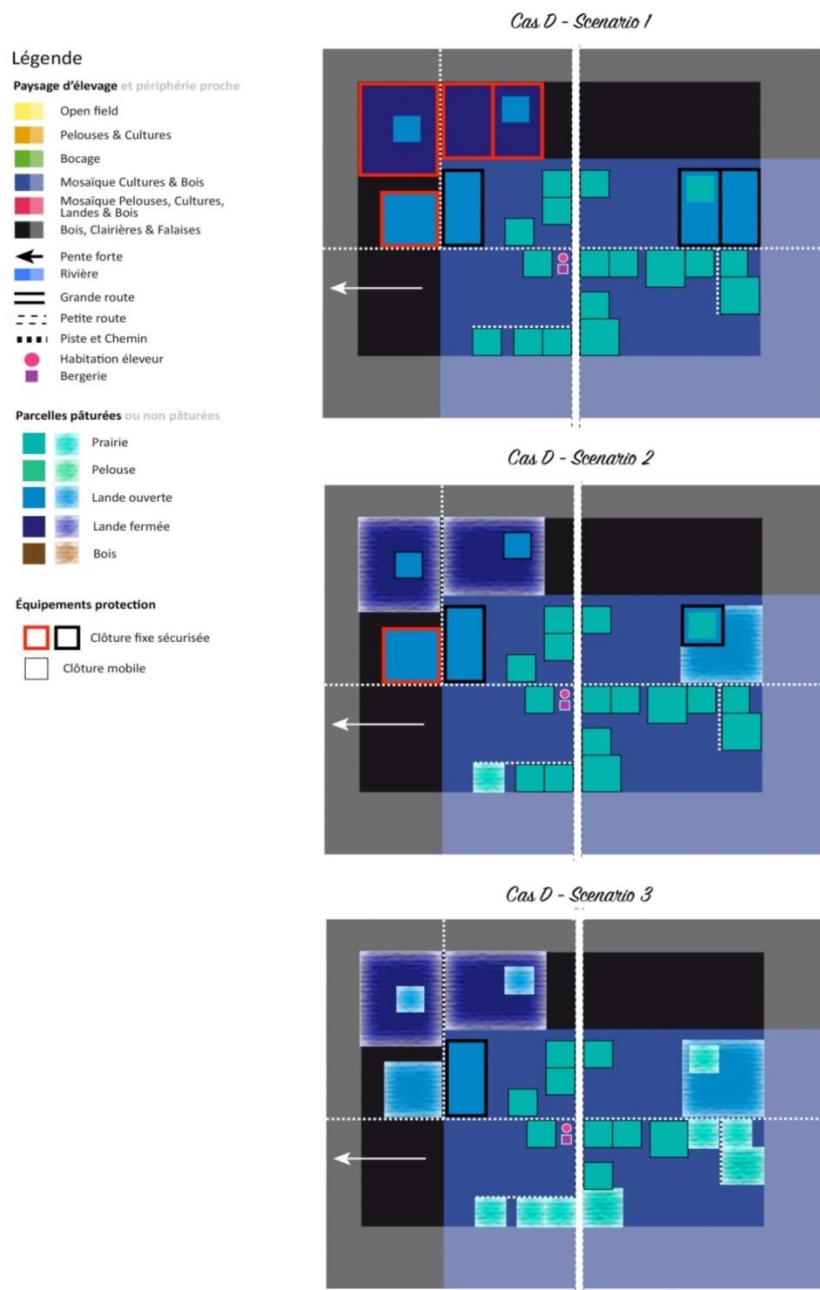 Cas D - Scenario 1
Légende
Paysage d'élevage et périphérie proche
Open field
Pelouses & Cultures
Bocage
Mosaïque Cultures & Bois
Mosaïque Pelouses, Cultures,
Landes & Bois
Bois, Clairières & Falaises
Pente forte
Rivière
Grande route
Petite route
Piste et Chemin
Habitation éleveur
Bergerie
Parcelles pâturées ou non pâturées
Prairie
Pelouse
Lande ouverte
Lande fermée
Bois
Équipements protection
Clôture fixe sécurisée
Clôture mobile
Cas D - Scenario 2
Cas D - Scenario 3